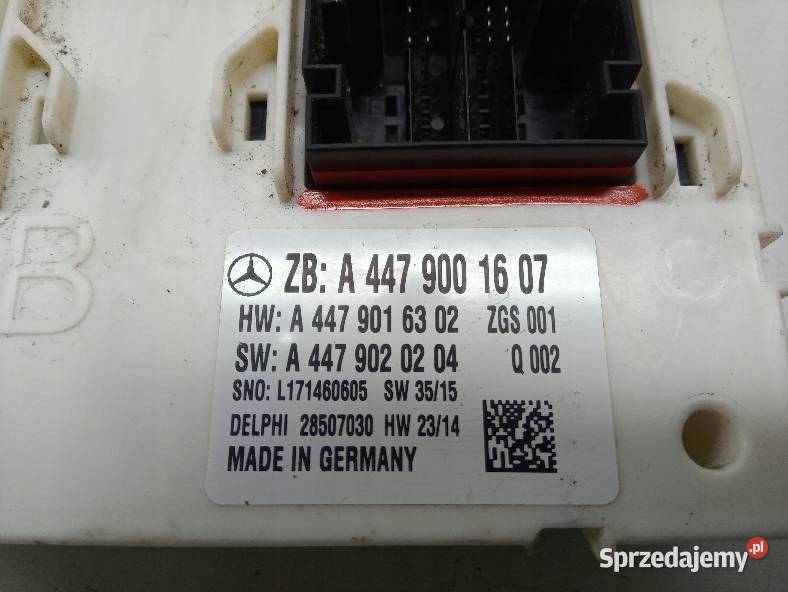 B
ZB: A 447 900 16 07
HW: A 447 901 63 02 ZGS 001
SW: A 447 902 02 04 Q 002
SNO: L171460605 SW 35/15
DELPHI 28507030 HW 23/14
MADE IN GERMANY
Sprzedajemy.pl